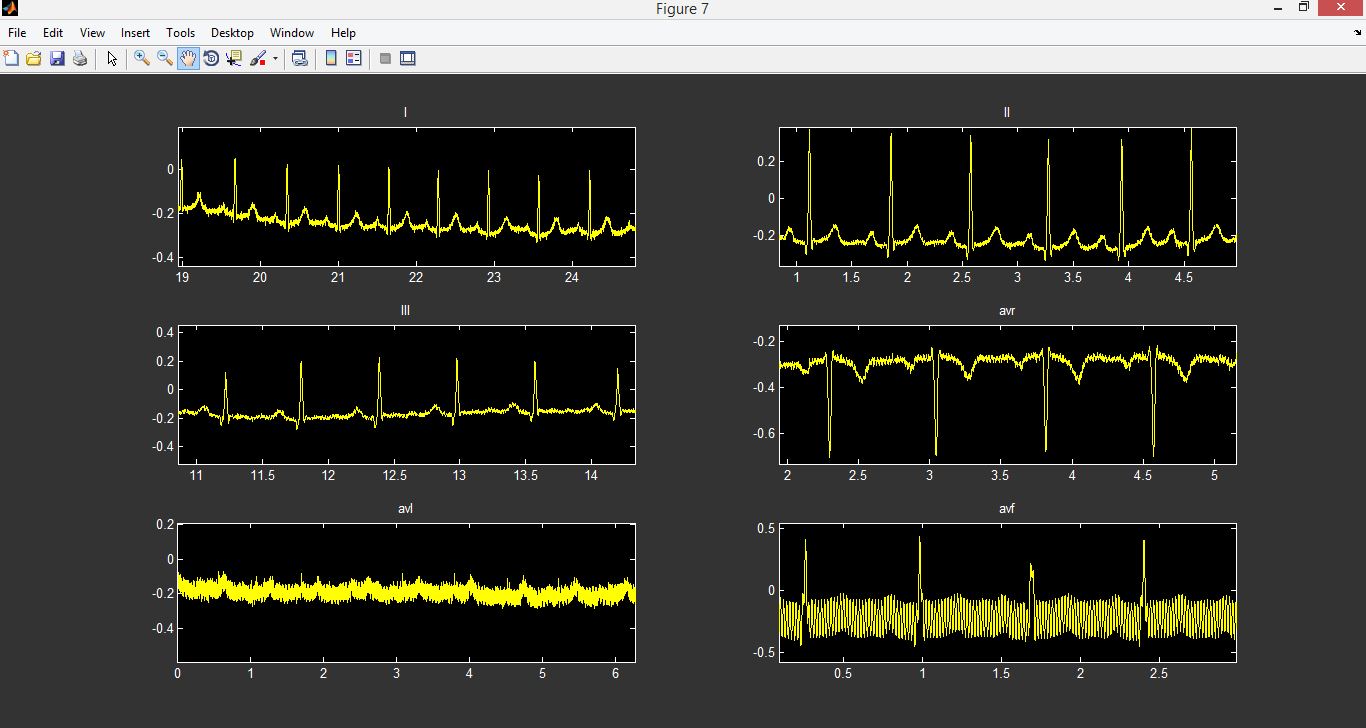 Figure 7
File Edit View Insert Tools Desktop Window Help
I
0
-0.2
-0.4
19 20 21 22 23 24
II
0.2
0
-0.2
1 1.5 2 2.5 3 3.5 4 4.5
III
0.4
0.2
0
-0.2
-0.4
11 11.5 12 12.5 13 13.5 14
avr
-0.2
-0.4
-0.6
2 2.5 3 3.5 4 4.5 5
avl
0.2
0
-0.2
-0.4
0 1 2 3 4 5 6
avf
0.5
0
-0.5
0.5 1 1.5 2 2.5